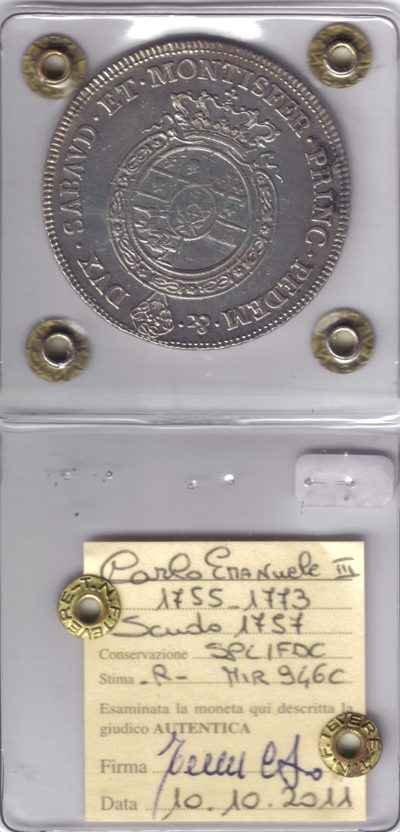 DVX · SABAVD · ET · MONTISFER · PRINC · PEDEM · &.
Carlo Emanuele III
1755-1773
Scudo 1757
Conservazione SPL/FDC
Stima -R- MIR 946C
Esaminata la moneta qui descritta la
giudico AUTENTICA
Firma
Data 10.10.2011